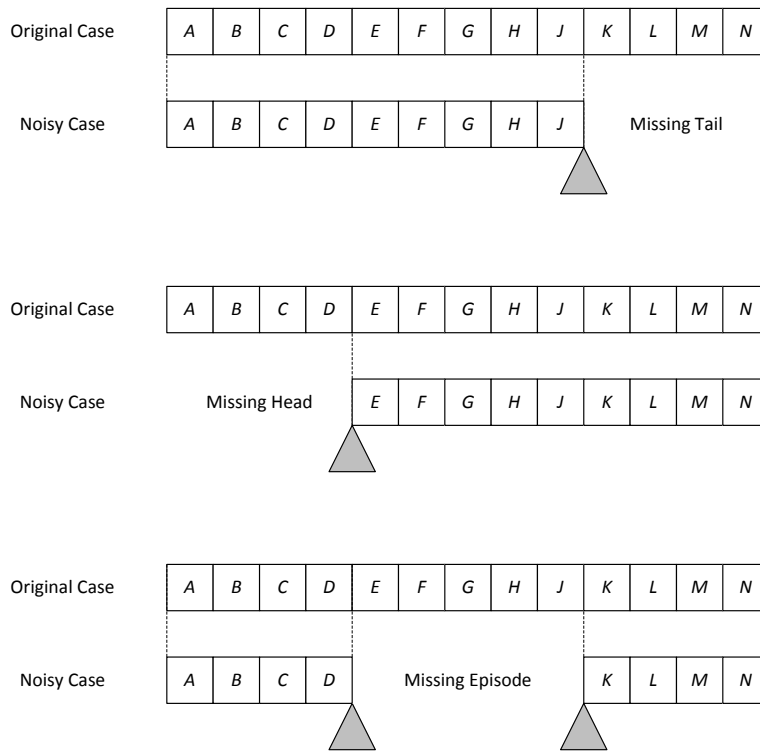 Original Case A B C D E F G H J K L M N
Noisy Case A B C D E F G H J Missing Tail
Original Case A B C D E F G H J K L M N
Noisy Case Missing Head E F G H J K L M N
Original Case A B C D E F G H J K L M N
Noisy Case A B C D Missing Episode K L M N